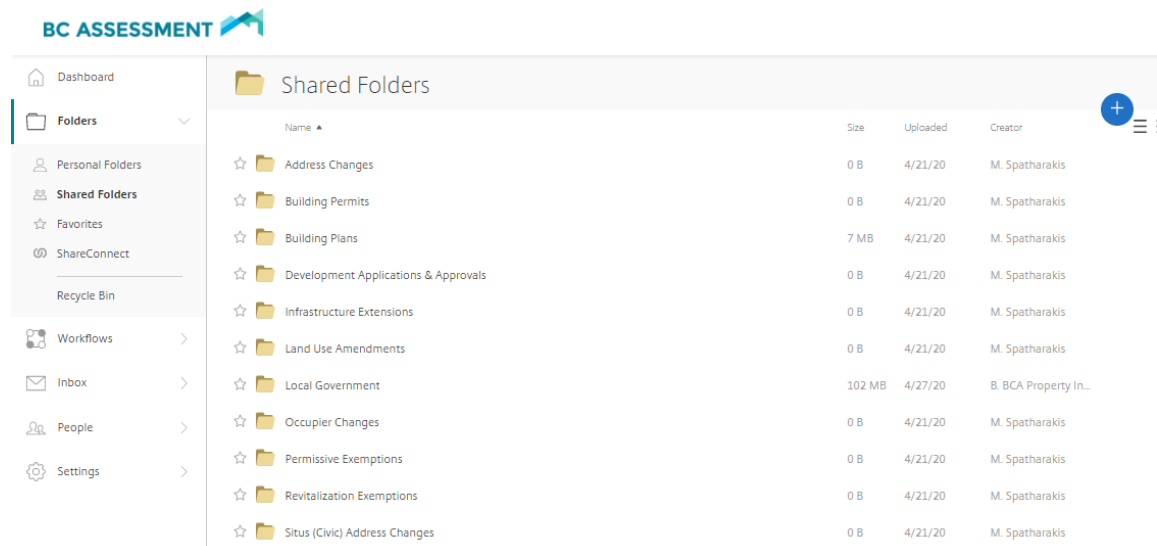 BC ASSESSMENT
Dashboard
Folders
Personal Folders
Shared Folders
Favorites
ShareConnect
Recycle Bin
Workflows
Inbox
People
Settings
Shared Folders
Name Size Uploaded Creator
Address Changes 0 B 4/21/20 M. Spatharakis
Building Permits 0 B 4/21/20 M. Spatharakis
Building Plans 7 MB 4/21/20 M. Spatharakis
Development Applications & Approvals 0 B 4/21/20 M. Spatharakis
Infrastructure Extensions 0 B 4/21/20 M. Spatharakis
Land Use Amendments 0 B 4/21/20 M. Spatharakis
Local Government 102 MB 4/27/20 B. BCA Property In...
Occupier Changes 0 B 4/21/20 M. Spatharakis
Permissive Exemptions 0 B 4/21/20 M. Spatharakis
Revitalization Exemptions 0 B 4/21/20 M. Spatharakis
Situs (Civic) Address Changes 0 B 4/21/20 M. Spatharakis